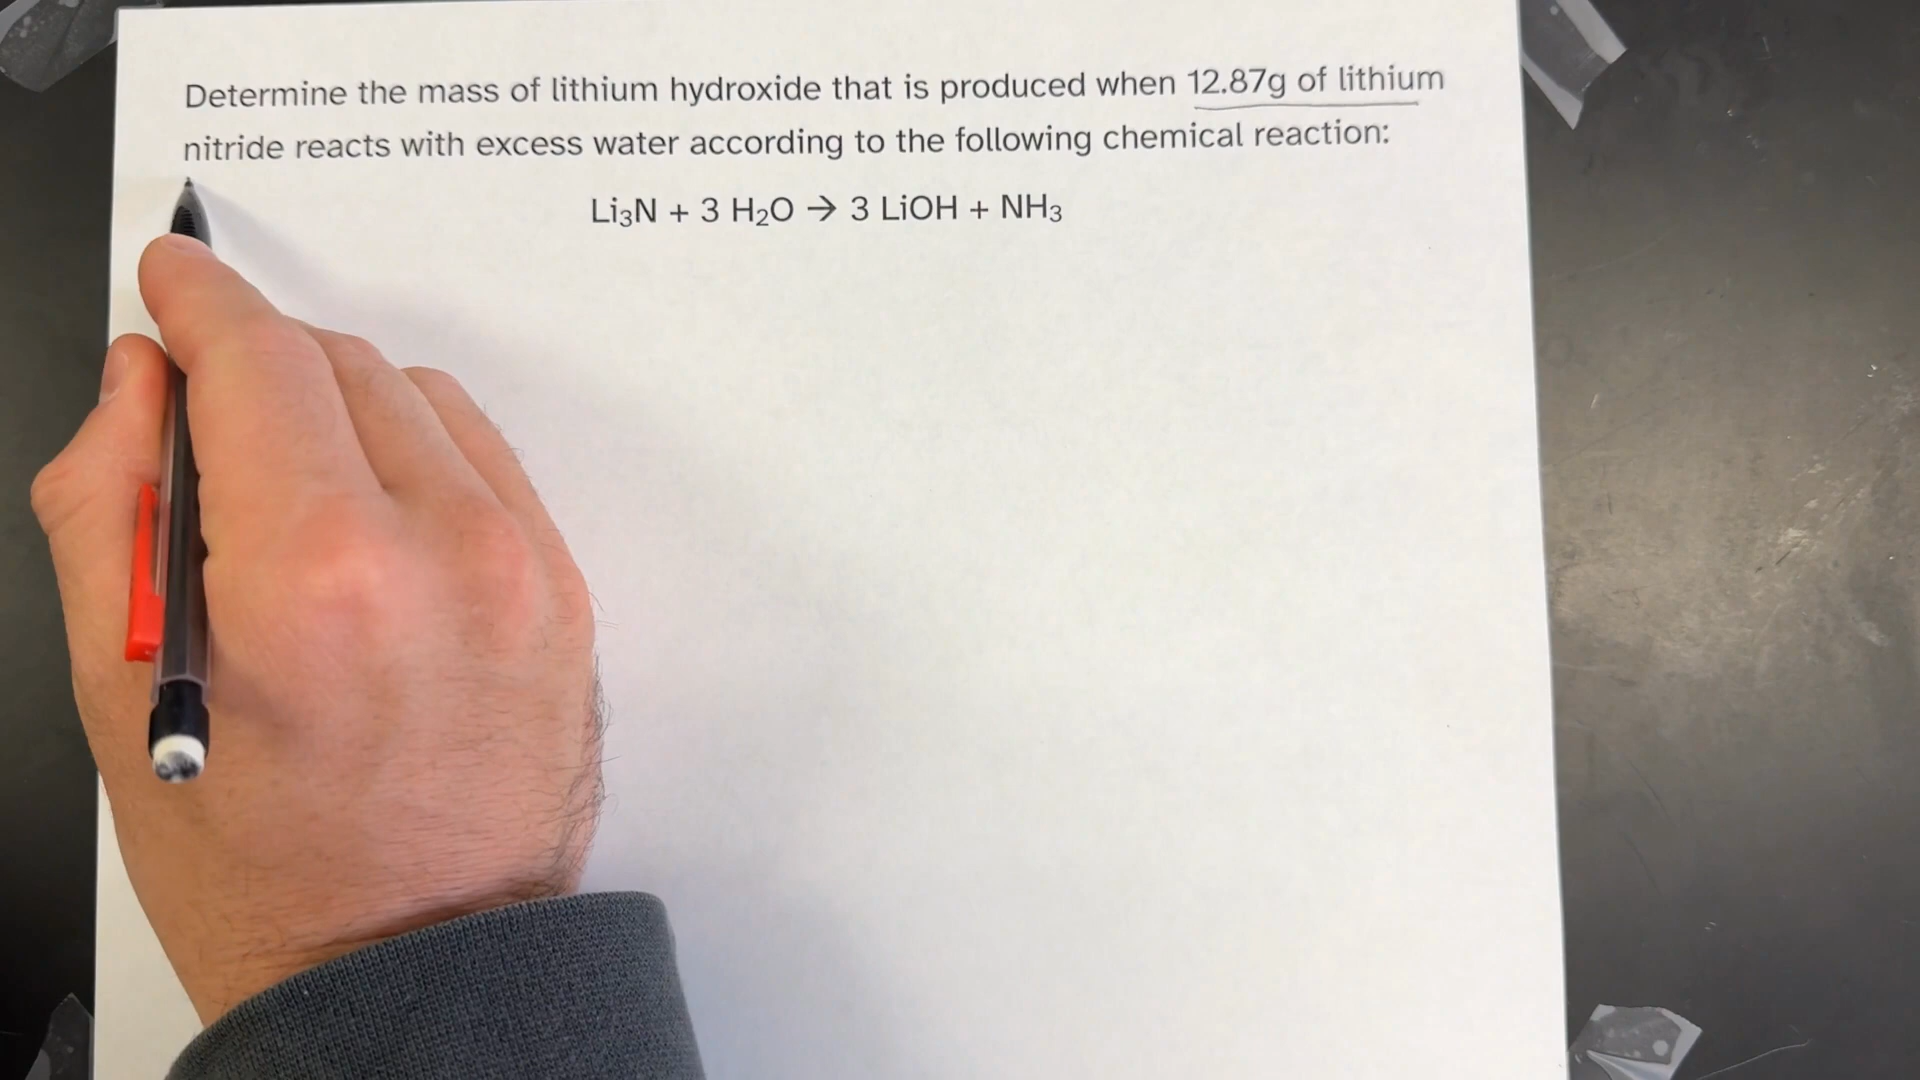 Determine the mass of lithium hydroxide that is produced when 12.87g of lithium
nitride reacts with excess water according to the following chemical reaction:
Li₃N + 3 H₂O → 3 LiOH + NH₃